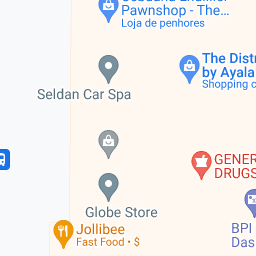 Pawnshop - The...
Loja de penhores
The Distr
by Ayala
Shopping c
Seldan Car Spa
GENER
DRUGS
Globe Store
Jollibee
Fast Food • $
BPI
Das